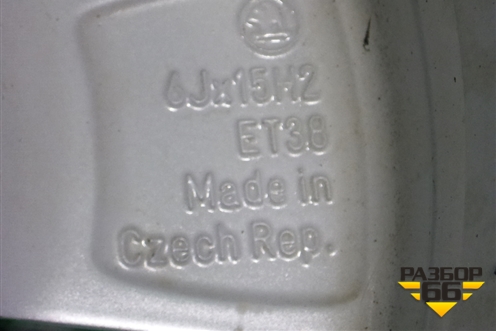 6Jx15H2
ET38
Made in
Czech Rep.
РАЗБОР
66